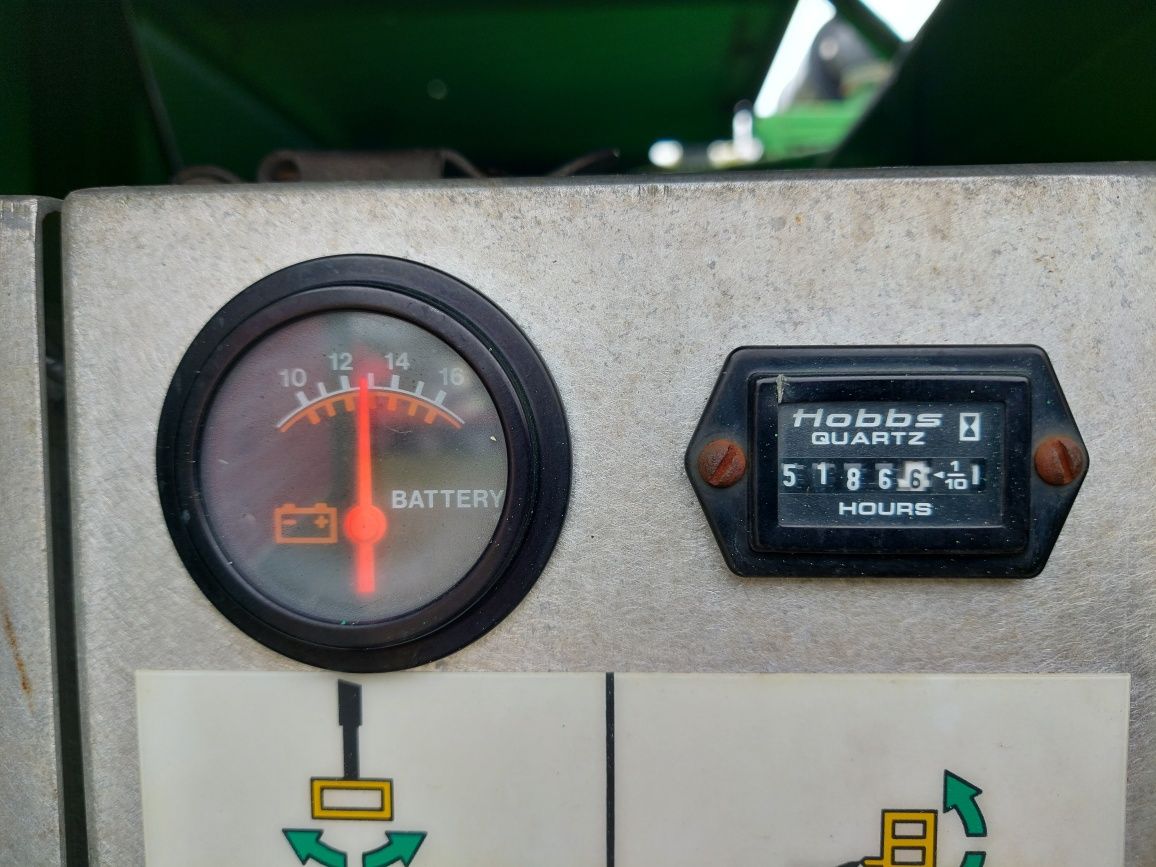 10 12 14 16
BATTERY
Hobbs
QUARTZ
5 1 8 6 6 1/10
HOURS